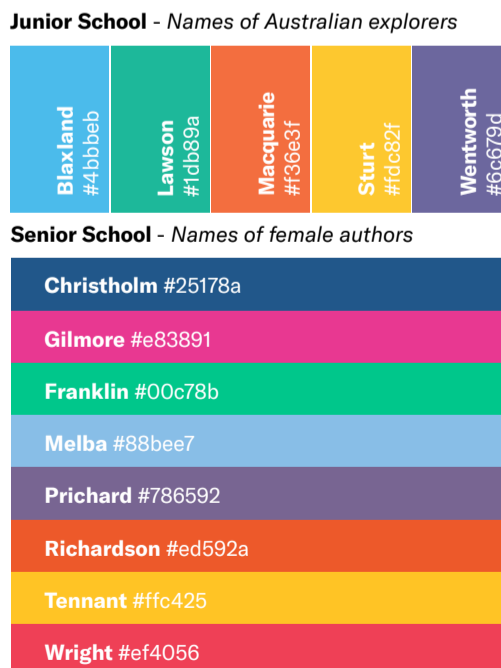 Junior School - Names of Australian explorers
Blaxland
#4bbbeb
Lawson
#1db89a
Macquarie
#f36e3f
Sturt
#fdc82f
Wentworth
#6c679d
Senior School - Names of female authors
Christholm #25178a
Gilmore #e83891
Franklin #00c78b
Melba #88bee7
Prichard #786592
Richardson #ed592a
Tennant #ffc425
Wright #ef4056